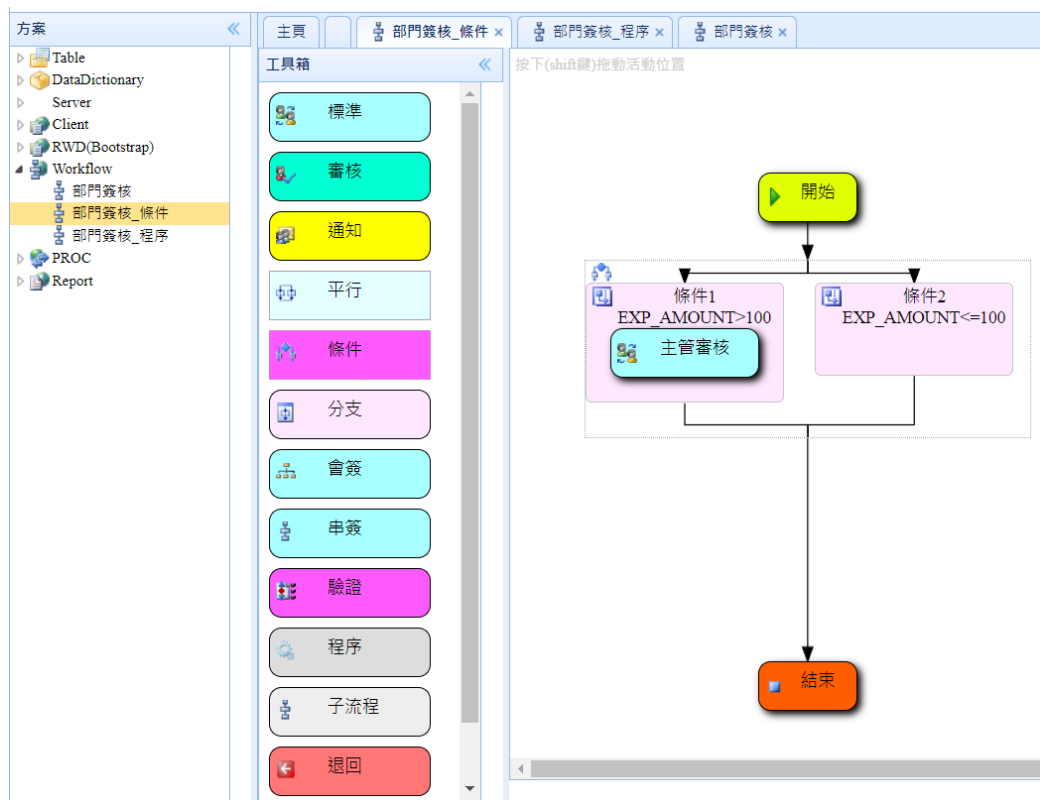 方案
Table
DataDictionary
Server
Client
RWD(Bootstrap)
Workflow
部門簽核
部門簽核_條件
部門簽核_程序
PROC
Report
主頁
部門簽核_條件 ×
部門簽核_程序 ×
部門簽核 ×
工具箱
標準
審核
通知
平行
條件
分支
會簽
串簽
驗證
程序
子流程
退回
按下(shift鍵)拖動活動位置
開始
條件1
EXP_AMOUNT>100
主管審核
條件2
EXP_AMOUNT<=100
結束